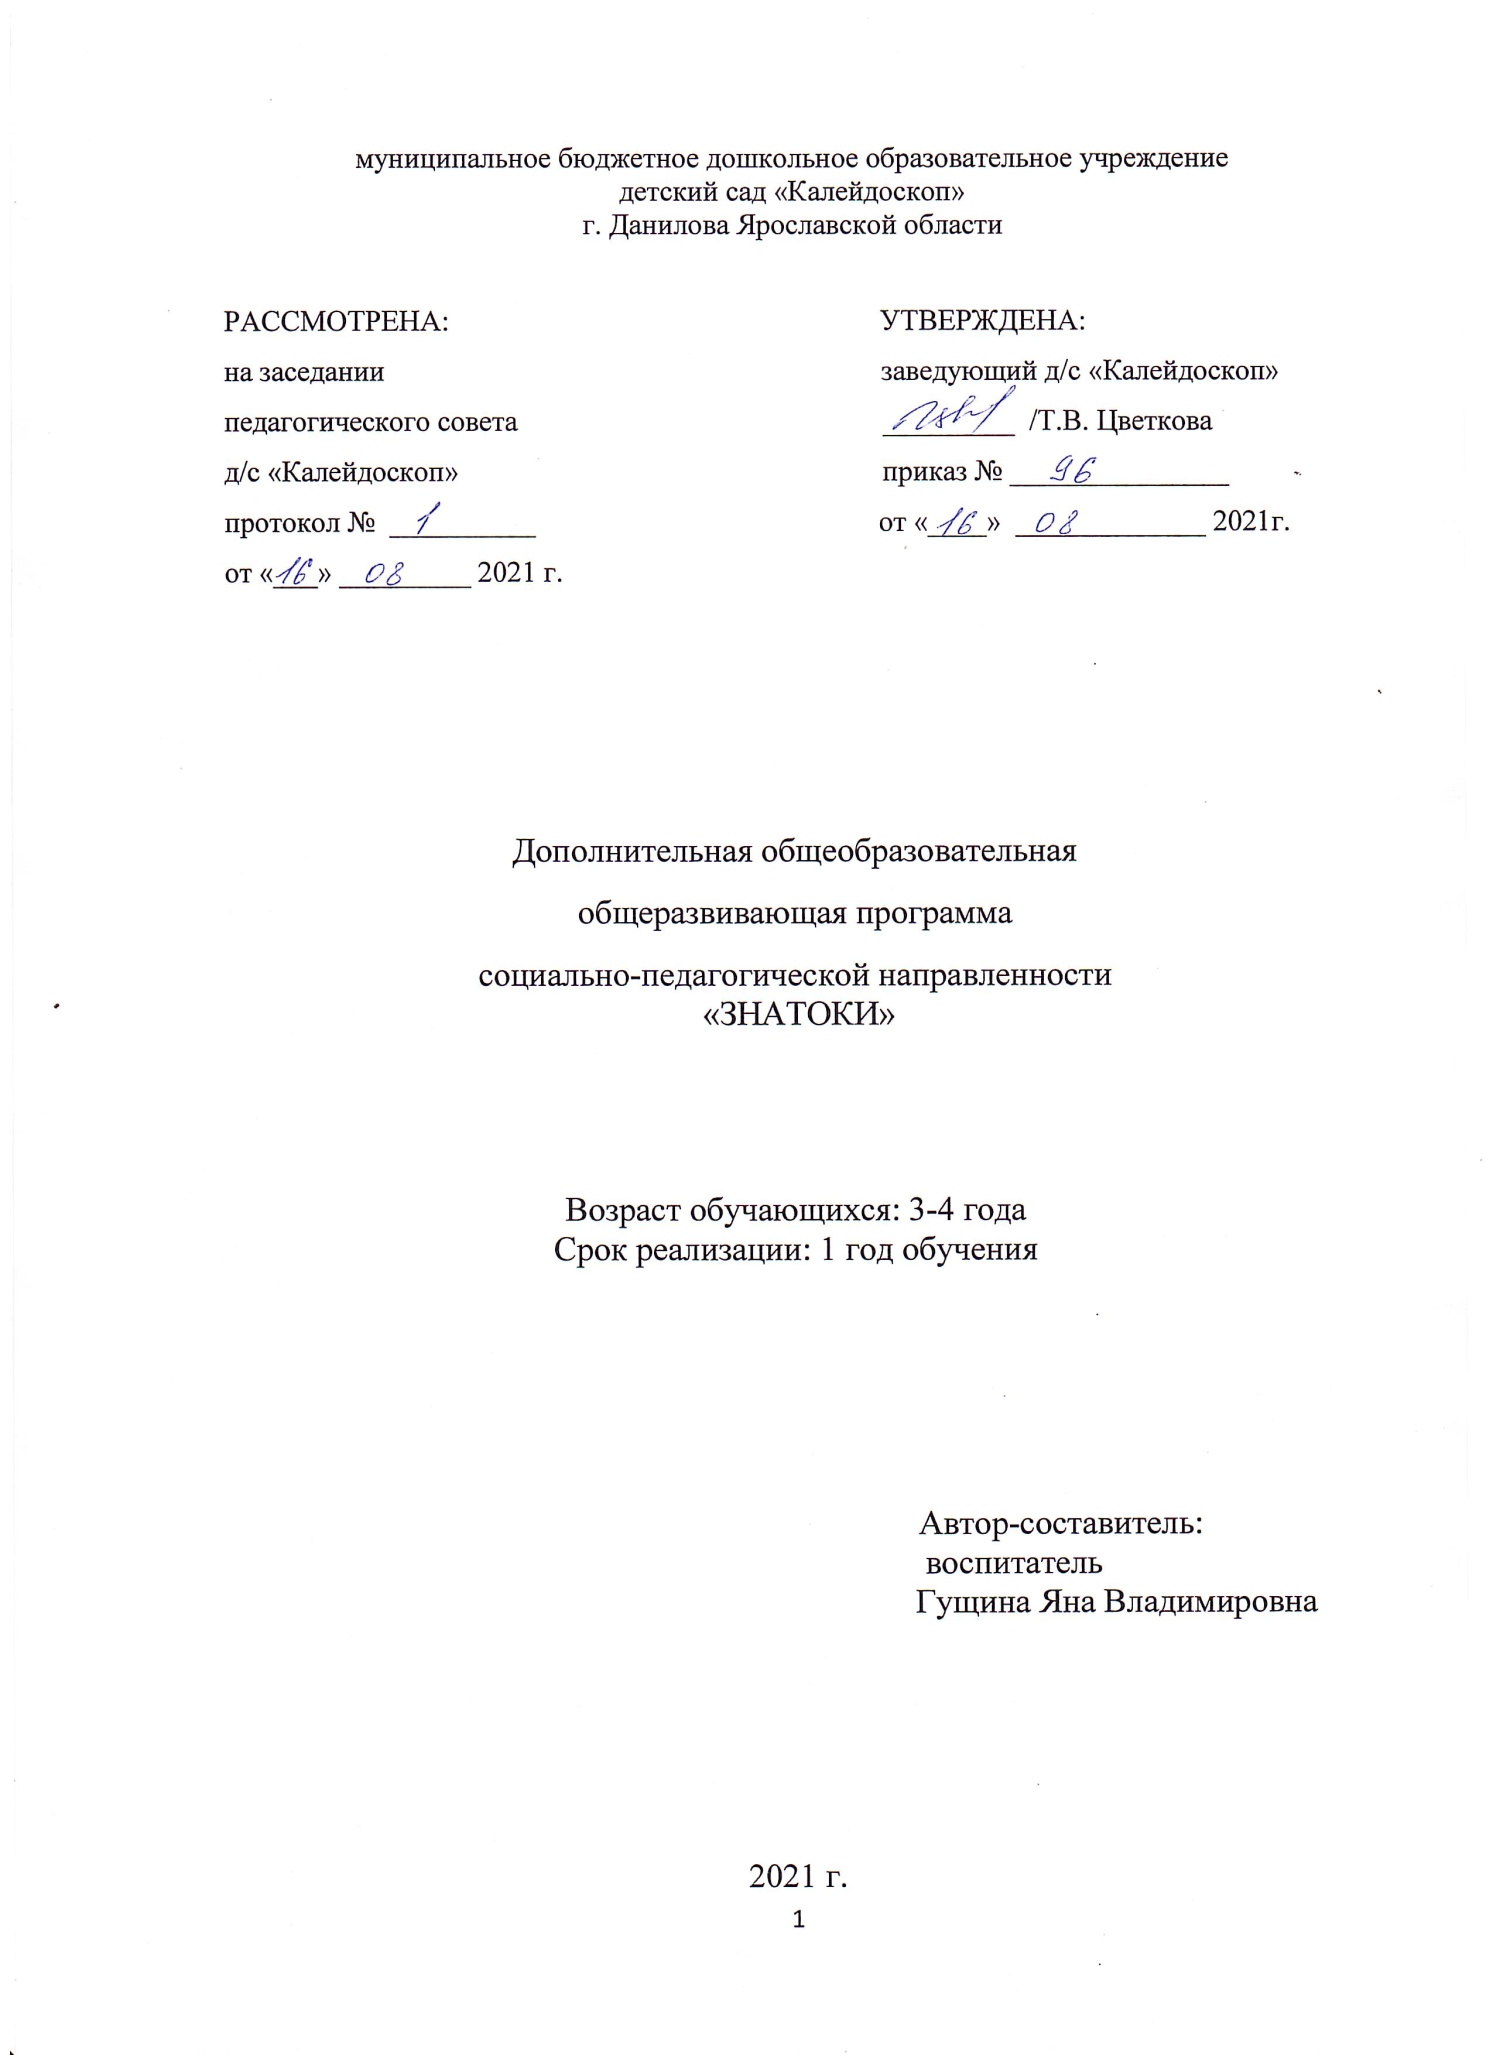 муниципальное бюджетное дошкольное образовательное учреждение
детский сад «Калейдоскоп»
г. Данилова Ярославской области
РАССМОТРЕНА:
на заседании
педагогического совета
д/с «Калейдоскоп»
протокол № 1
от «16» 08 2021 г.
УТВЕРЖДЕНА:
заведующий д/с «Калейдоскоп»
/Т.В. Цветкова
приказ № 96
от «16» 08 2021г.
Дополнительная общеобразовательная
общеразвивающая программа
социально-педагогической направленности
«ЗНАТОКИ»
Возраст обучающихся: 3-4 года
Срок реализации: 1 год обучения
Автор-составитель:
воспитатель
Гущина Яна Владимировна
2021 г.
1